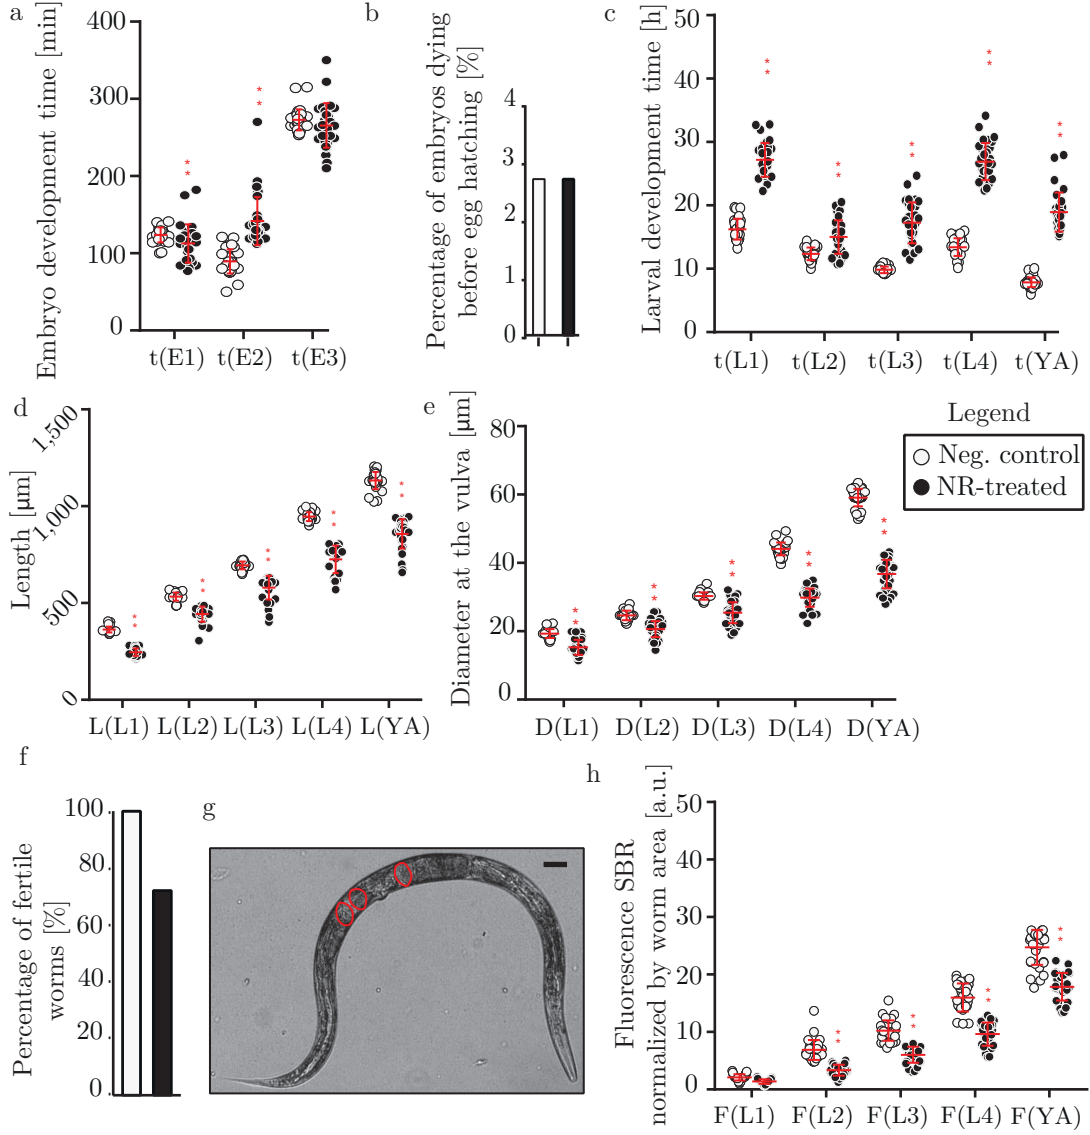 a
Embryo development time [min]
400
300
200
100
0
**
**
t(E1)
t(E2)
t(E3)
b
Percentage of embryos dying
before egg hatching [%]
4
3
2
1
0
c
Larval development time [h]
50
40
30
20
10
0
**
**
**
**
**
t(L1)
t(L2)
t(L3)
t(L4)
t(YA)
d
Length [μm]
1,500
1,000
500
0
**
**
**
**
**
L(L1)
L(L2)
L(L3)
L(L4)
L(YA)
e
Diameter at the vulva [μm]
80
60
40
20
0
**
**
**
**
**
D(L1)
D(L2)
D(L3)
D(L4)
D(YA)
Legend
Neg. control
NR-treated
f
Percentage of fertile
worms [%]
100
80
60
40
20
0
g
h
Fluorescence SBR
normalized by worm area [a.u.]
50
40
30
20
10
0
**
**
**
**
F(L1)
F(L2)
F(L3)
F(L4)
F(YA)